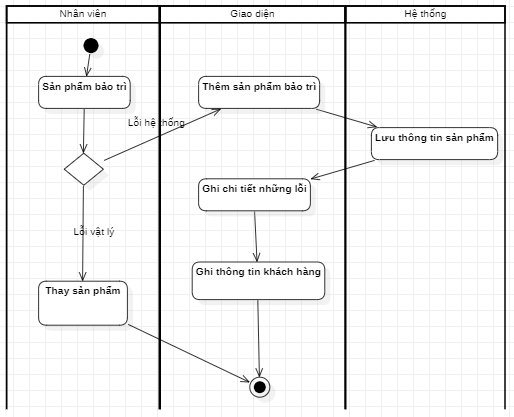 Nhân viên
Giao diện
Hệ thống
Sản phẩm bảo trì
Thêm sản phẩm bảo trì
Lỗi hệ thống
Lưu thông tin sản phẩm
Ghi chi tiết những lỗi
Lỗi vật lý
Ghi thông tin khách hàng
Thay sản phẩm